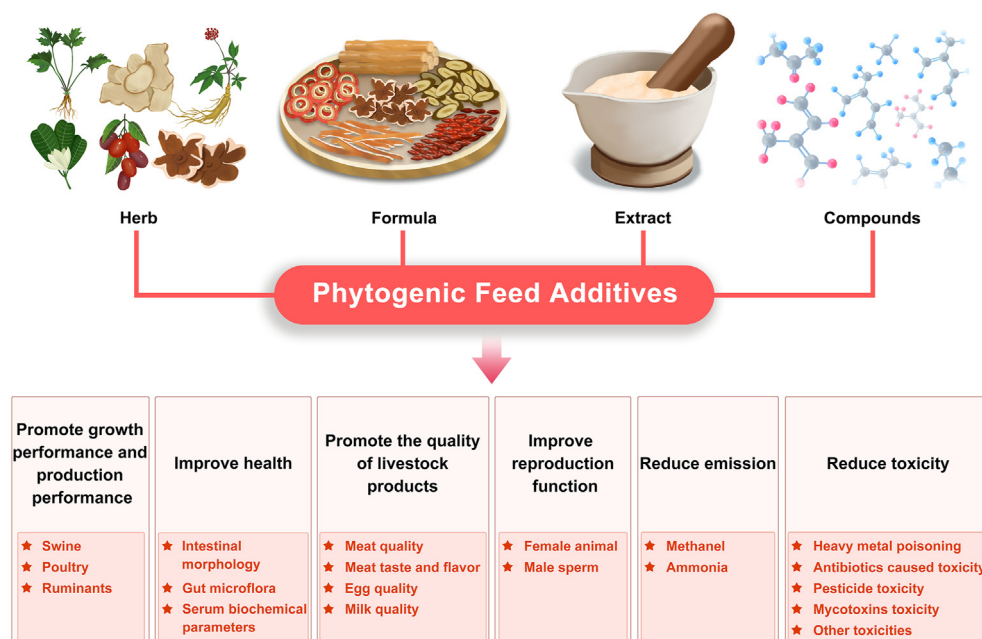 Herb
Formula
Extract
Compounds
Phytogenic Feed Additives
Promote growth
performance and
production
performance
Swine
Poultry
Ruminants
Improve health
Intestinal
morphology
Gut microflora
Serum biochemical
parameters
Promote the quality
of livestock
products
Meat quality
Meat taste and flavor
Egg quality
Milk quality
Improve
reproduction
function
Female animal
Male sperm
Reduce emission
Methanel
Ammonia
Reduce toxicity
Heavy metal poisoning
Antibiotics caused toxicity
Pesticide toxicity
Mycotoxins toxicity
Other toxicities